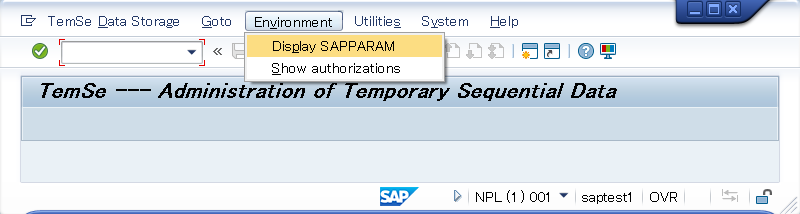 TemSe Data Storage Goto Environment Utilities System Help
Display SAPPARAM
Show authorizations
TemSe --- Administration of Temporary Sequential Data
SAP NPL (1) 001 saptest1 OVR